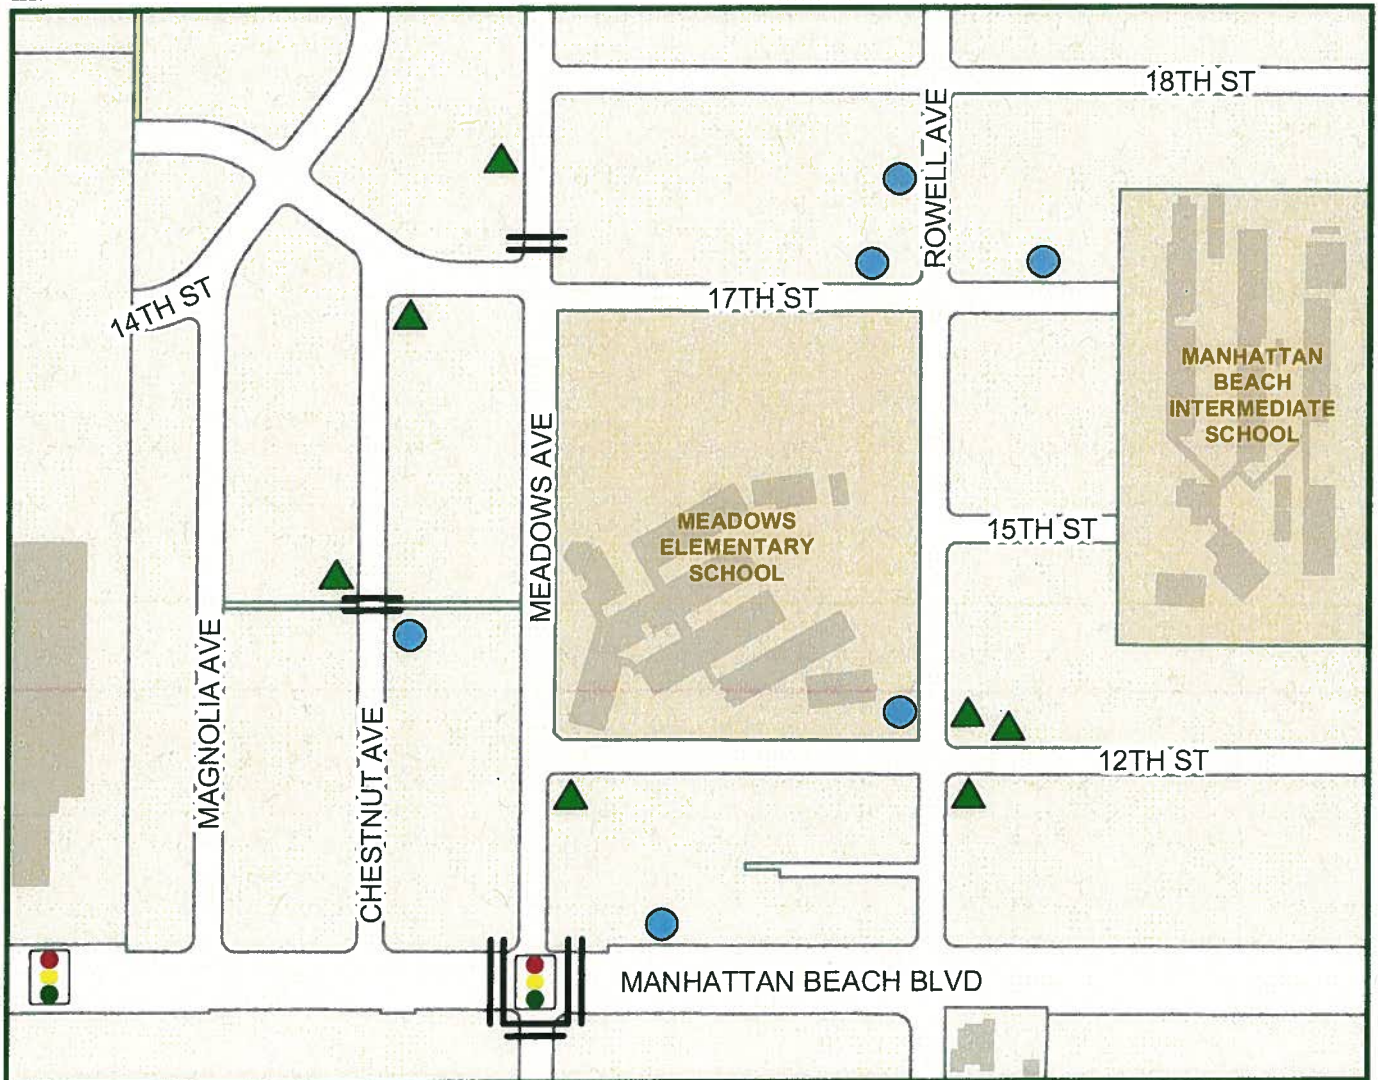 18TH ST
ROWELL AVE
14TH ST
17TH ST
MANHATTAN
BEACH
INTERMEDIATE
SCHOOL
MEADOWS AVE
MEADOWS
ELEMENTARY
SCHOOL
15TH ST
MAGNOLIA AVE
CHESTNUT AVE
12TH ST
MANHATTAN BEACH BLVD